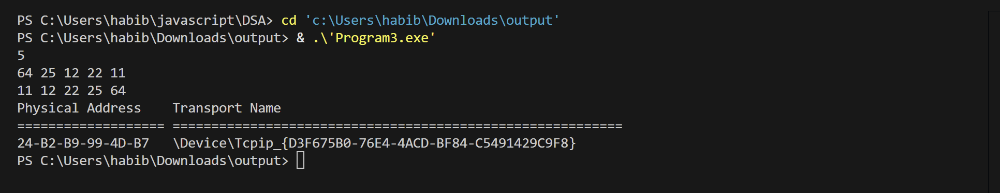 PS C:\Users\habib\javascript\DSA> cd 'c:\Users\habib\Downloads\output'
PS C:\Users\habib\Downloads\output> & .\'Program3.exe'
5
64 25 12 22 11
11 12 22 25 64
Physical Address    Transport Name
=================== ==========================================================
24-B2-B9-99-4D-B7   \Device\Tcpip_{D3F675B0-76E4-4ACD-BF84-C5491429C9F8}
PS C:\Users\habib\Downloads\output>